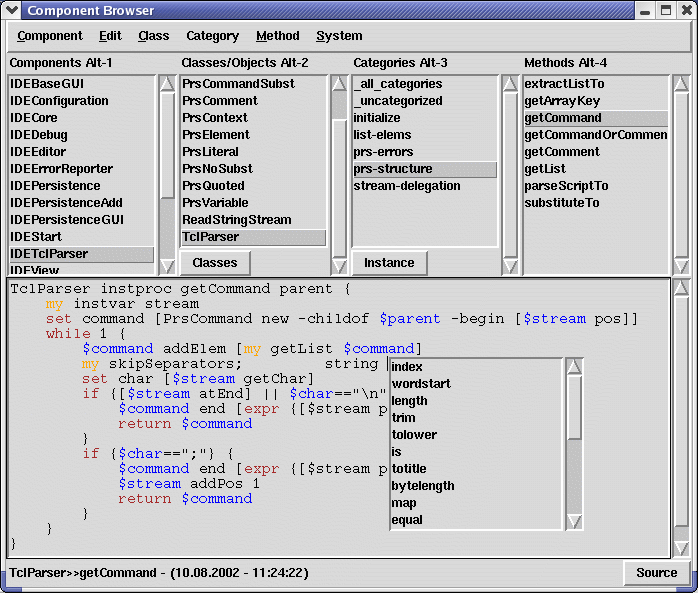 Component Browser
Component Edit Class Category Method System
Components Alt-1 Classes/Objects Alt-2 Categories Alt-3 Methods Alt-4
IDEBaseGUI
IDEConfiguration
IDECore
IDEDebug
IDEEditor
IDEErrorReporter
IDEPersistence
IDEPersistenceAdd
IDEPersistenceGUI
IDEStart
IDETclParser
IDEView
PrsCommandSubst
PrsComment
PrsContext
PrsElement
PrsLiteral
PrsNoSubst
PrsQuoted
PrsVariable
ReadStringStream
TclParser
Classes
_all_categories
_uncategorized
initialize
list-elems
prs-errors
prs-structure
stream-delegation
Instance
extractListTo
getArrayKey
getCommand
getCommandOrCommen
getComment
getList
parseScriptTo
substituteTo
TclParser instproc getCommand parent {
my instvar stream
set command [PrsCommand new -childof $parent -begin [$stream pos]]
while 1 {
$command addElem [my getList $command]
my skipSeparators; string
set char [$stream getChar]
if {[$stream atEnd] || $char=="\n"
$command end [expr {[$stream p
return $command
}
if {$char==";"} {
$command end [expr {[$stream p
$stream addPos 1
return $command
}
}
}
index
wordstart
length
trim
tolower
is
totitle
bytelength
map
equal
TclParser>>getCommand - (10.08.2002 - 11:24:22)
Source